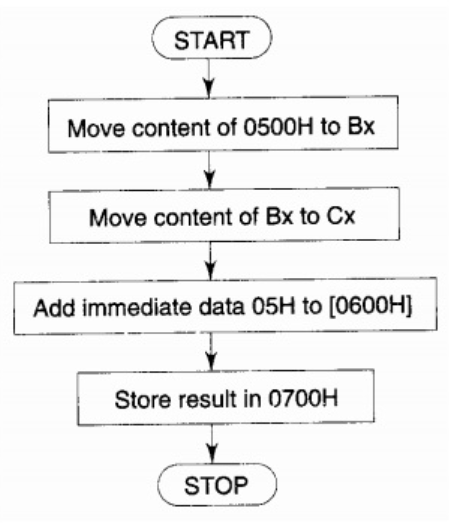 START
Move content of 0500H to Bx
Move content of Bx to Cx
Add immediate data 05H to [0600H]
Store result in 0700H
STOP